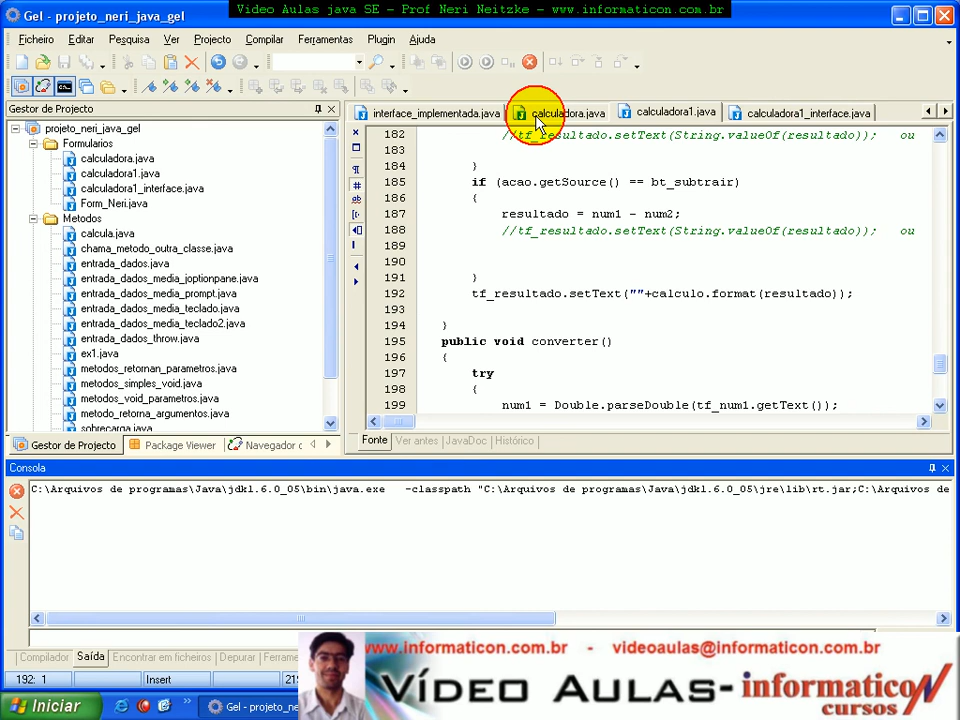 Vídeo Aulas java SE - Prof Neri Neitzke - www.informaticon.com.br
Gel - projeto_neri_java_gel
Ficheiro Editar Pesquisa Ver Projecto Compilar Ferramentas Plugin Ajuda
Gestor de Projecto
projeto_neri_java_gel
Formularios
calculadora.java
calculadora1.java
calculadora1_interface.java
Form_Neri.java
Metodos
calcula.java
chama_metodo_outra_classe.java
entrada_dados.java
entrada_dados_media_joptionpane.java
entrada_dados_media_prompt.java
entrada_dados_media_teclado.java
entrada_dados_media_teclado2.java
entrada_dados_throw.java
ex1.java
metodos_retornan_parametros.java
metodos_simples_void.java
metodos_void_parametros.java
metodo_retorna_argumentos.java
sobrecarga.java
Gestor de Projecto Package Viewer Navegador c
interface_implementada.java calculadora.java calculadora1.java calculadora1_interface.java
182 //tf_resultado.setText(String.valueOf(resultado)); ou
183
184 }
185 if (acao.getSource() == bt_subtrair)
186 {
187 resultado = num1 - num2;
188 //tf_resultado.setText(String.valueOf(resultado)); ou
189
190
191 }
192 tf_resultado.setText(""+calculo.format(resultado));
193
194 }
195 public void converter()
196 {
197 try
198 {
199 num1 = Double.parseDouble(tf_num1.getText());
Fonte Ver antes JavaDoc Histórico
Consola
C:\Arquivos de programas\Java\jdk1.6.0_05\bin\java.exe -classpath "C:\Arquivos de programas\Java\jdk1.6.0_05\jre\lib\rt.jar;C:\Arquivos de
Compilador Saída Encontrar em ficheiros Depurar Ferrame
192: 1 Insert
www.informaticon.com.br - videoaulas@informaticon.com.br
VÍDEO AULAS- informaticoN
cursos
Iniciar Gel - projeto_ne